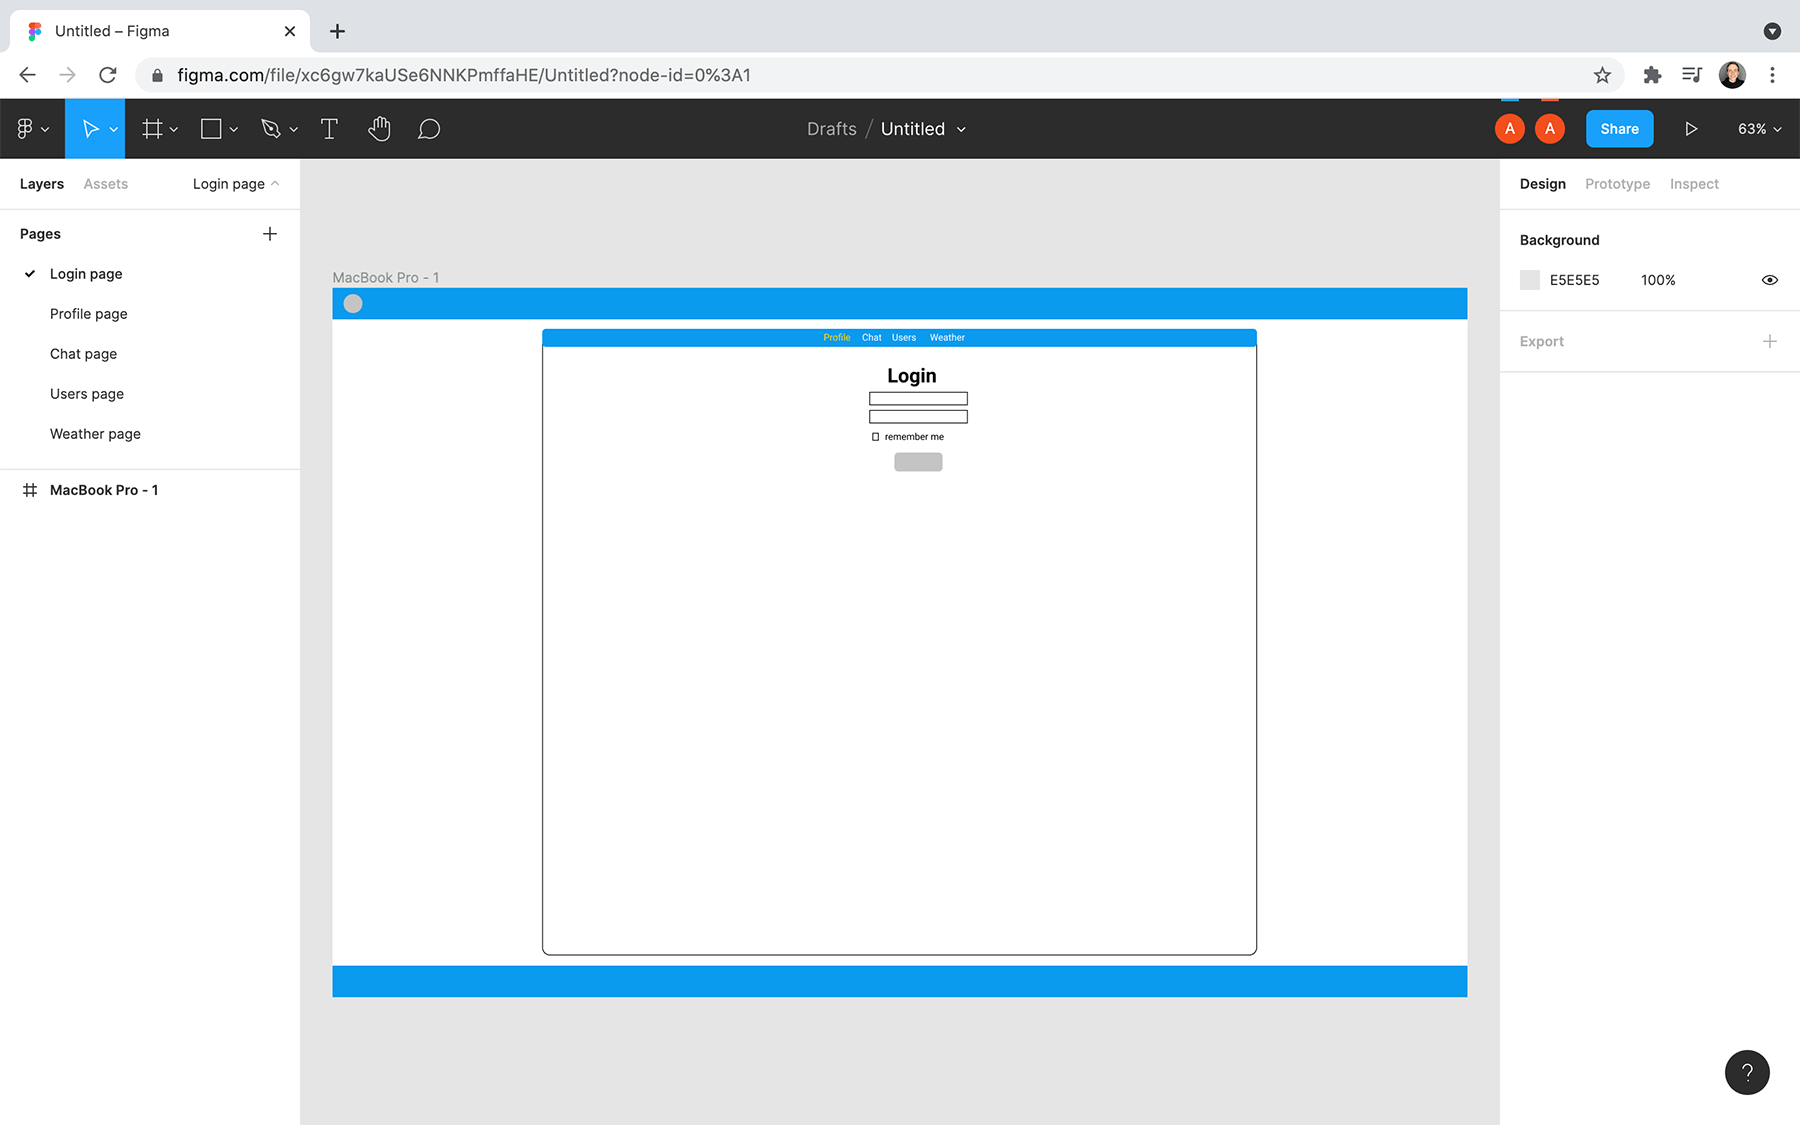 Untitled – Figma
figma.com/file/xc6gw7kaUSe6NNKPmffaHE/Untitled?node-id=0%3A1
Drafts / Untitled
A A Share 63%
Layers Assets Login page
Pages
Login page
Profile page
Chat page
Users page
Weather page
MacBook Pro - 1
MacBook Pro - 1
Profile Chat Users Weather
Login
remember me
Design Prototype Inspect
Background
E5E5E5 100%
Export
?